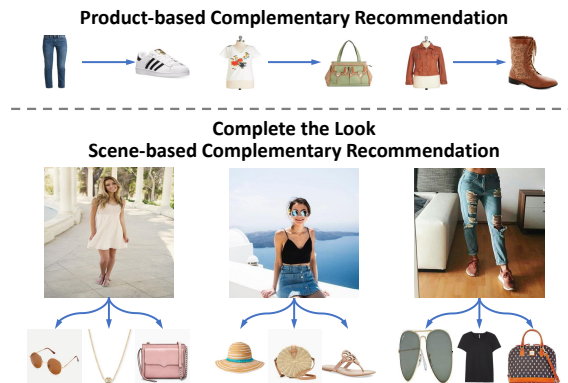 Product-based Complementary Recommendation
Complete the Look
Scene-based Complementary Recommendation